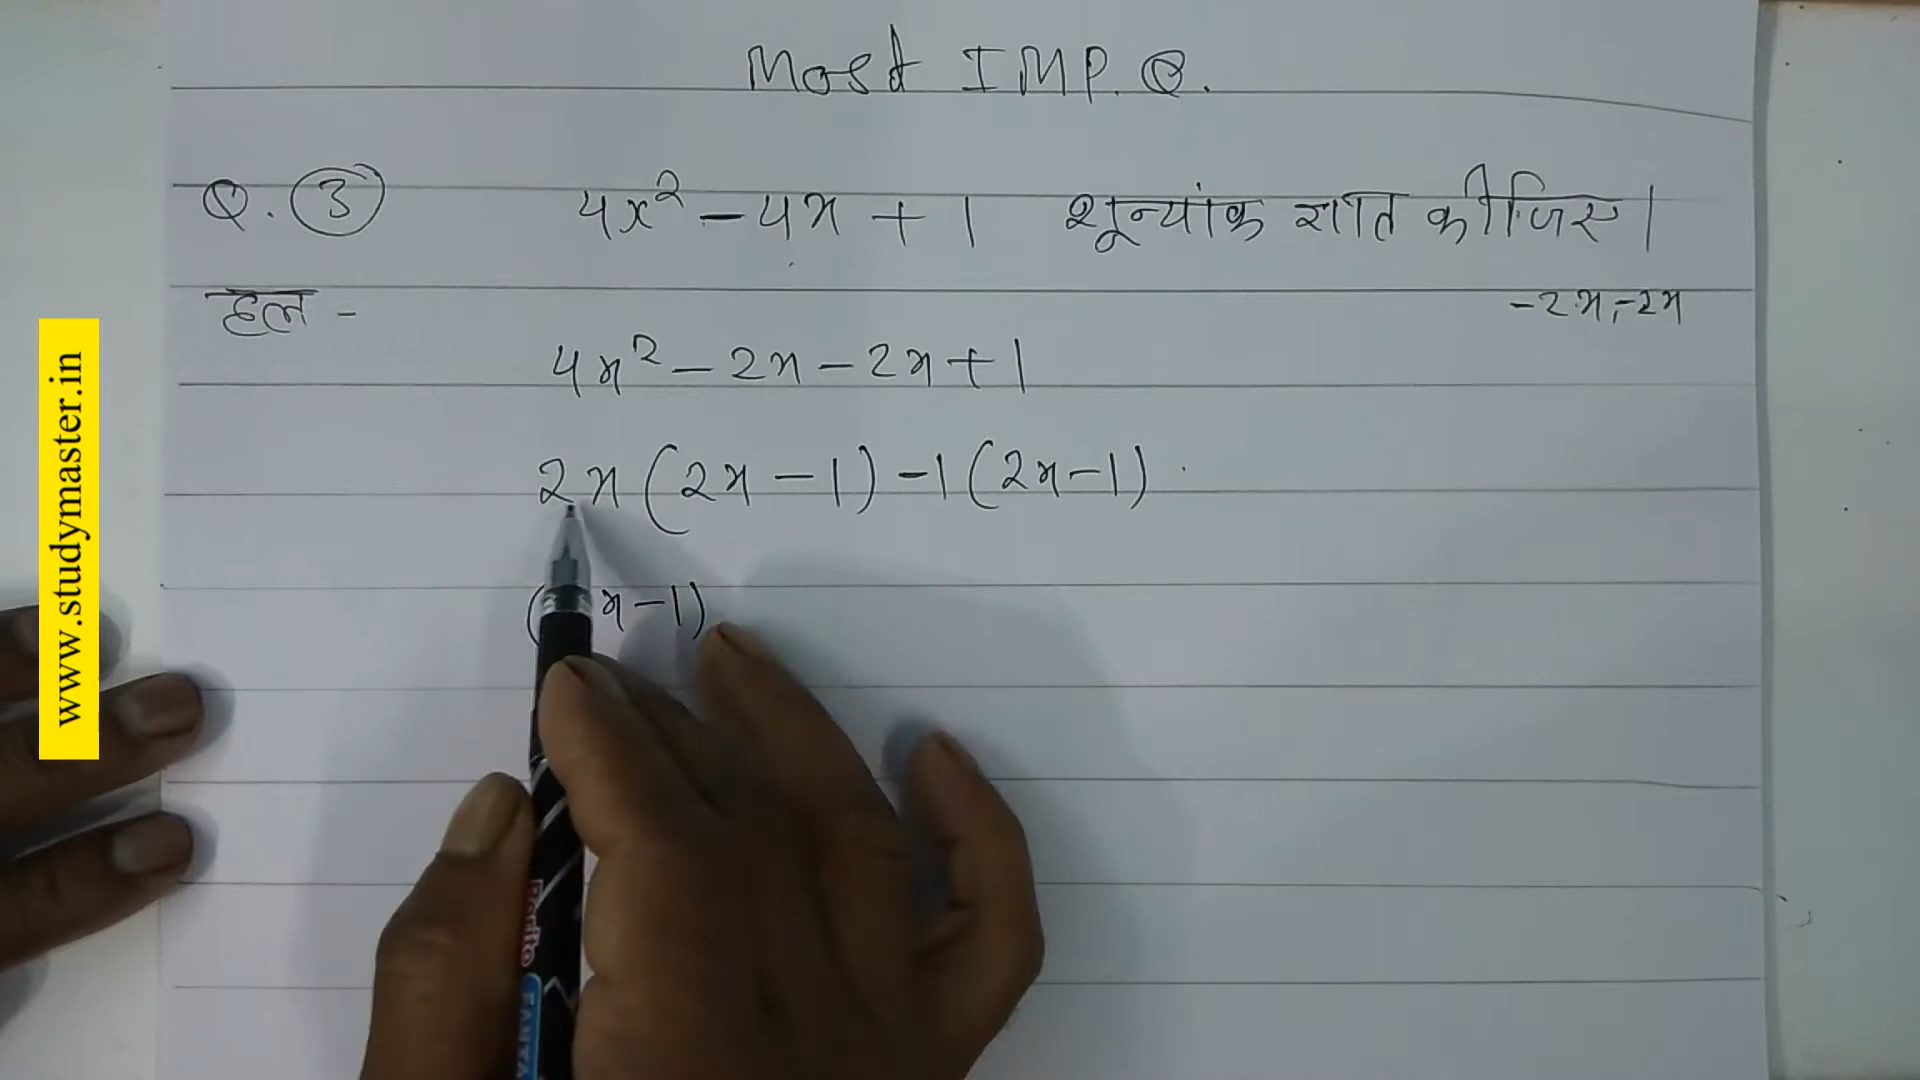 Most IMP. Q.
Q. 3 4x² - 4x + 1 शून्यांक ज्ञात कीजिए।
हल -
-2x, -2x
4x² - 2x - 2x + 1
2x (2x - 1) - 1 (2x - 1)
( x - 1)
www.studymaster.in